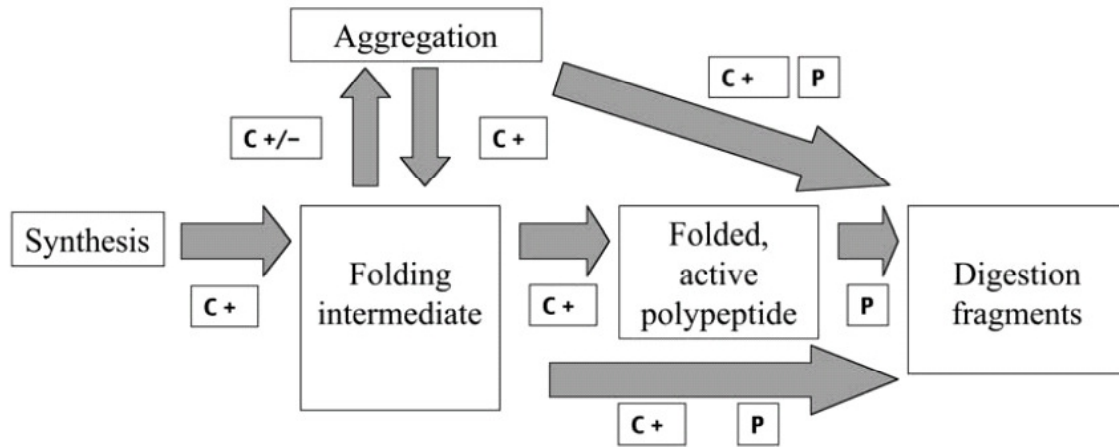 Aggregation
C + P
C +/− C +
Synthesis
C +
Folding
intermediate
C +
Folded,
active
polypeptide
P
Digestion
fragments
C + P